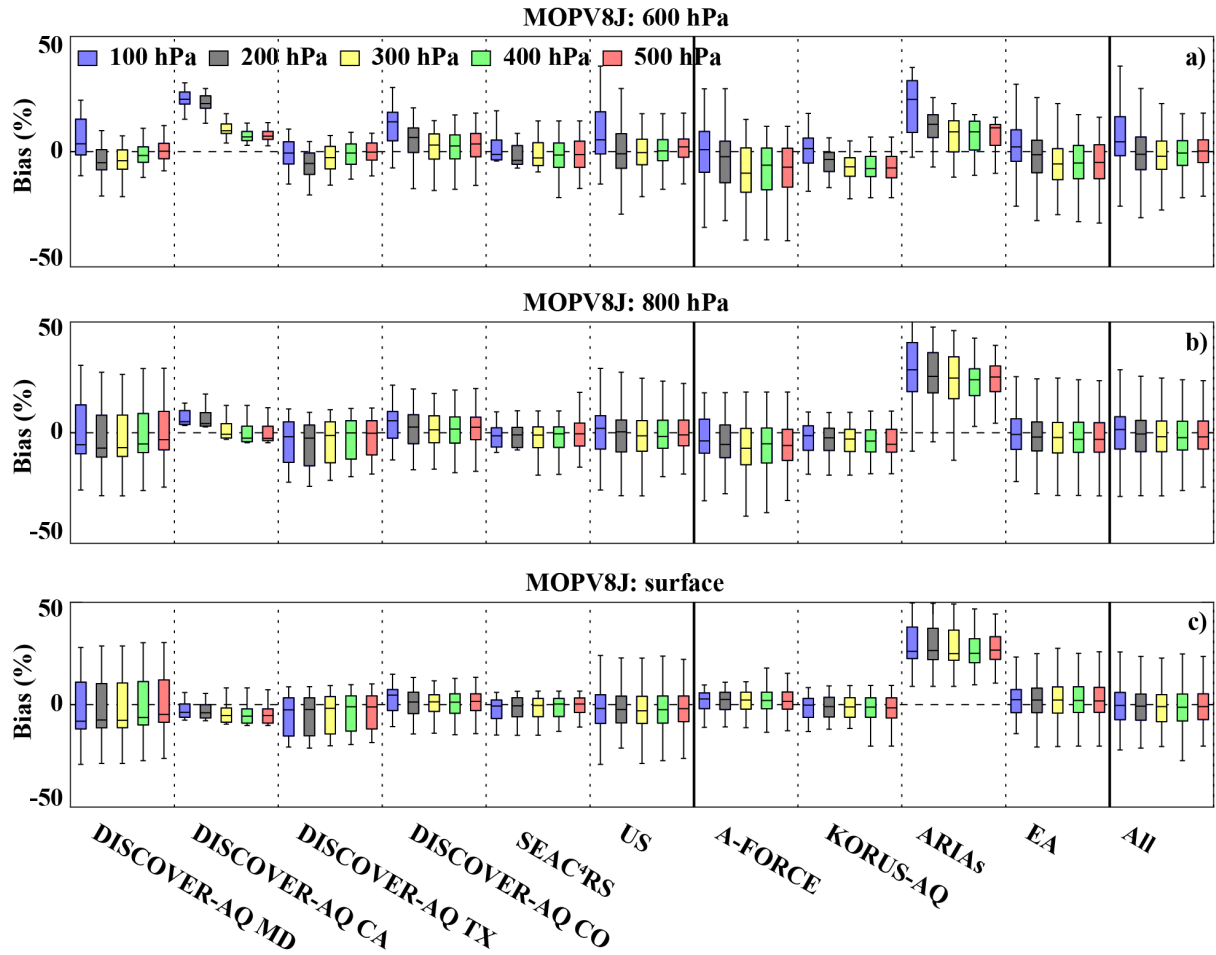 MOPV8J: 600 hPa
50
100 hPa 200 hPa 300 hPa 400 hPa 500 hPa
a)
Bias (%)
0
-50
MOPV8J: 800 hPa
50
b)
Bias (%)
0
-50
MOPV8J: surface
50
c)
Bias (%)
0
-50
DISCOVER-AQ MD
DISCOVER-AQ CA
DISCOVER-AQ TX
DISCOVER-AQ CO
SEAC⁴RS
US
A-FORCE
KORUS-AQ
ARIAs
EA
All